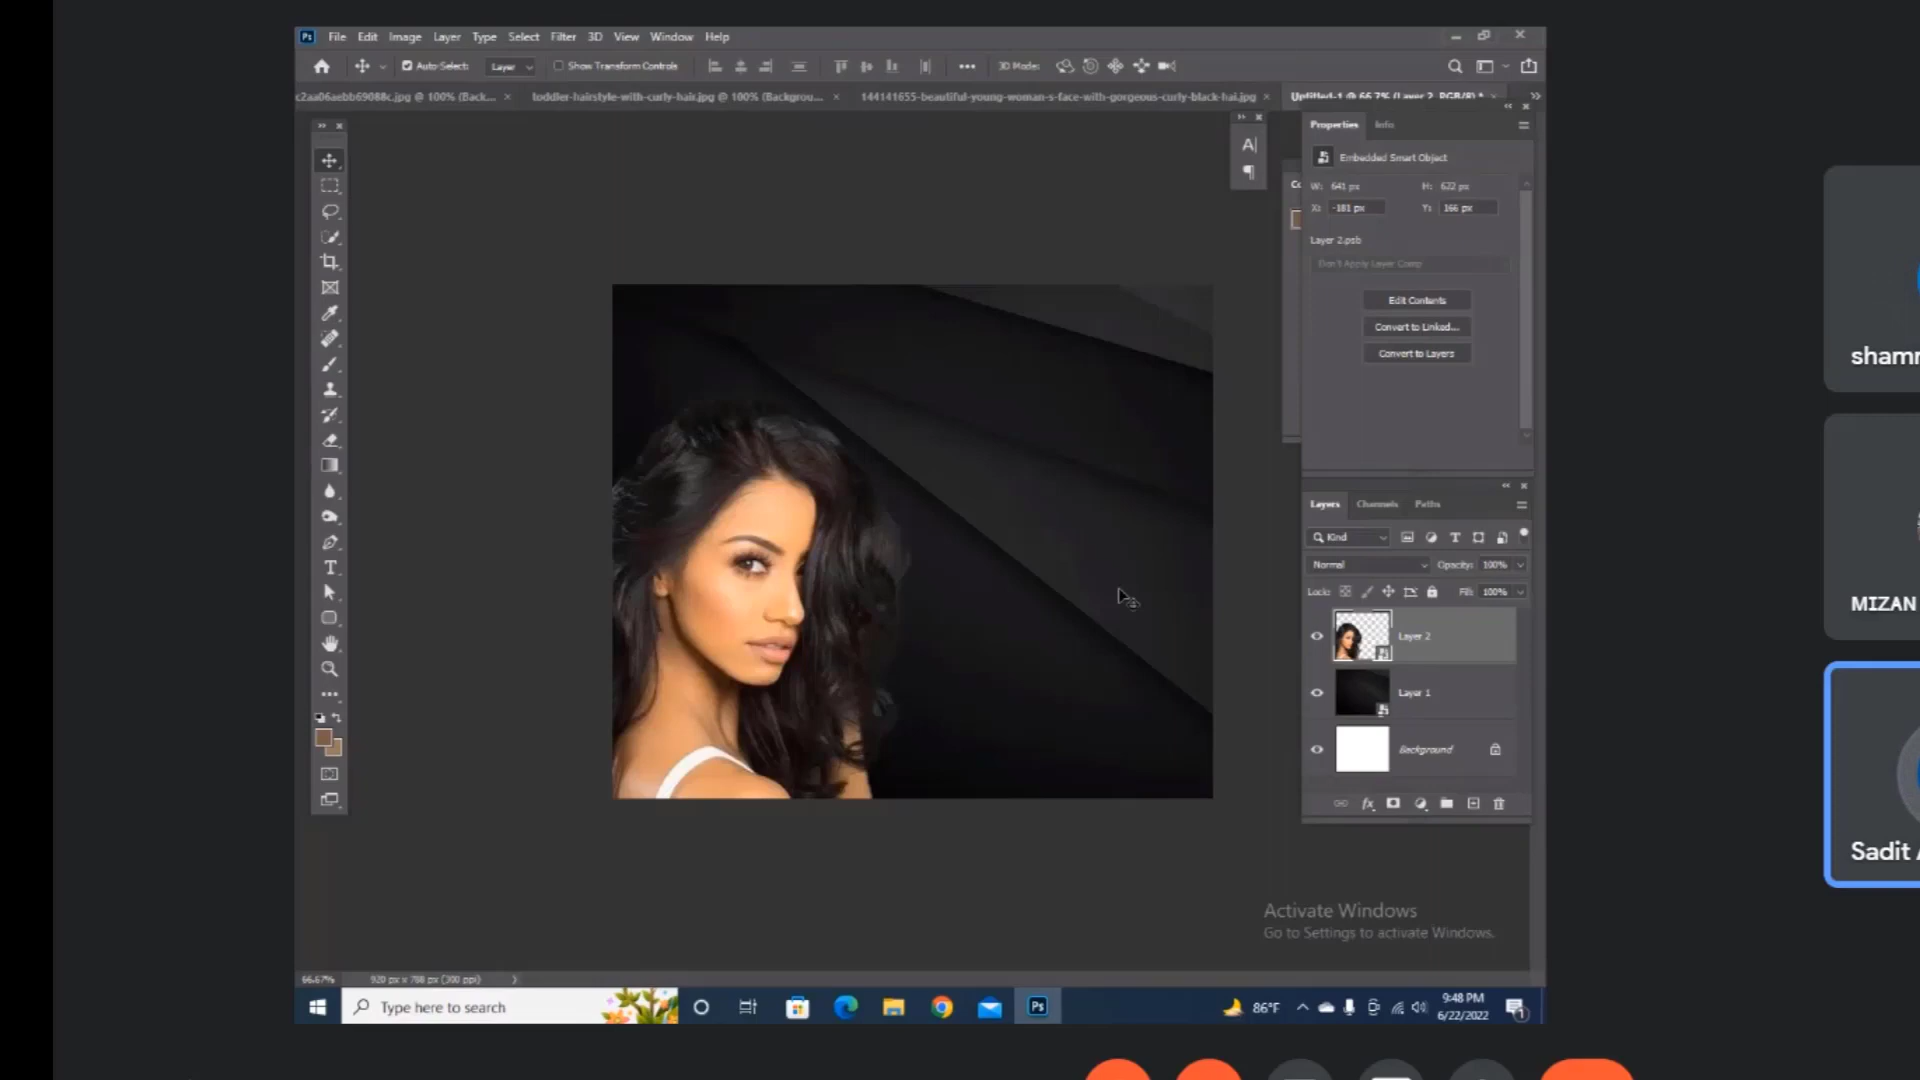 Ps File Edit Image Layer Type Select Filter 3D View Window Help
Auto-Select: Layer Show Transform Controls 3D Mode:
c2aa06aebb69088c.jpg @ 100% (Back... × toddler-hairstyle-with-curly-hair.jpg @ 100% (Backgrou... × 144141655-beautiful-young-woman-s-face-with-gorgeous-curly-black-hai.jpg × Untitled-1 @ 66.7% (Layer 2, RGB/8) * ×
Properties Info
Embedded Smart Object
W: 641 px H: 622 px
X: -181 px Y: 166 px
Layer 2.psb
Don't Apply Layer Comp
Edit Contents
Convert to Linked...
Convert to Layers
Layers Channels Paths
Kind
Normal Opacity: 100%
Lock: Fill: 100%
Layer 2
Layer 1
Background
Activate Windows
Go to Settings to activate Windows.
66.67% 920 px x 788 px (300 ppi)
Type here to search
Ps
86°F
9:48 PM
6/22/2022
1
MIZAN
Sadit